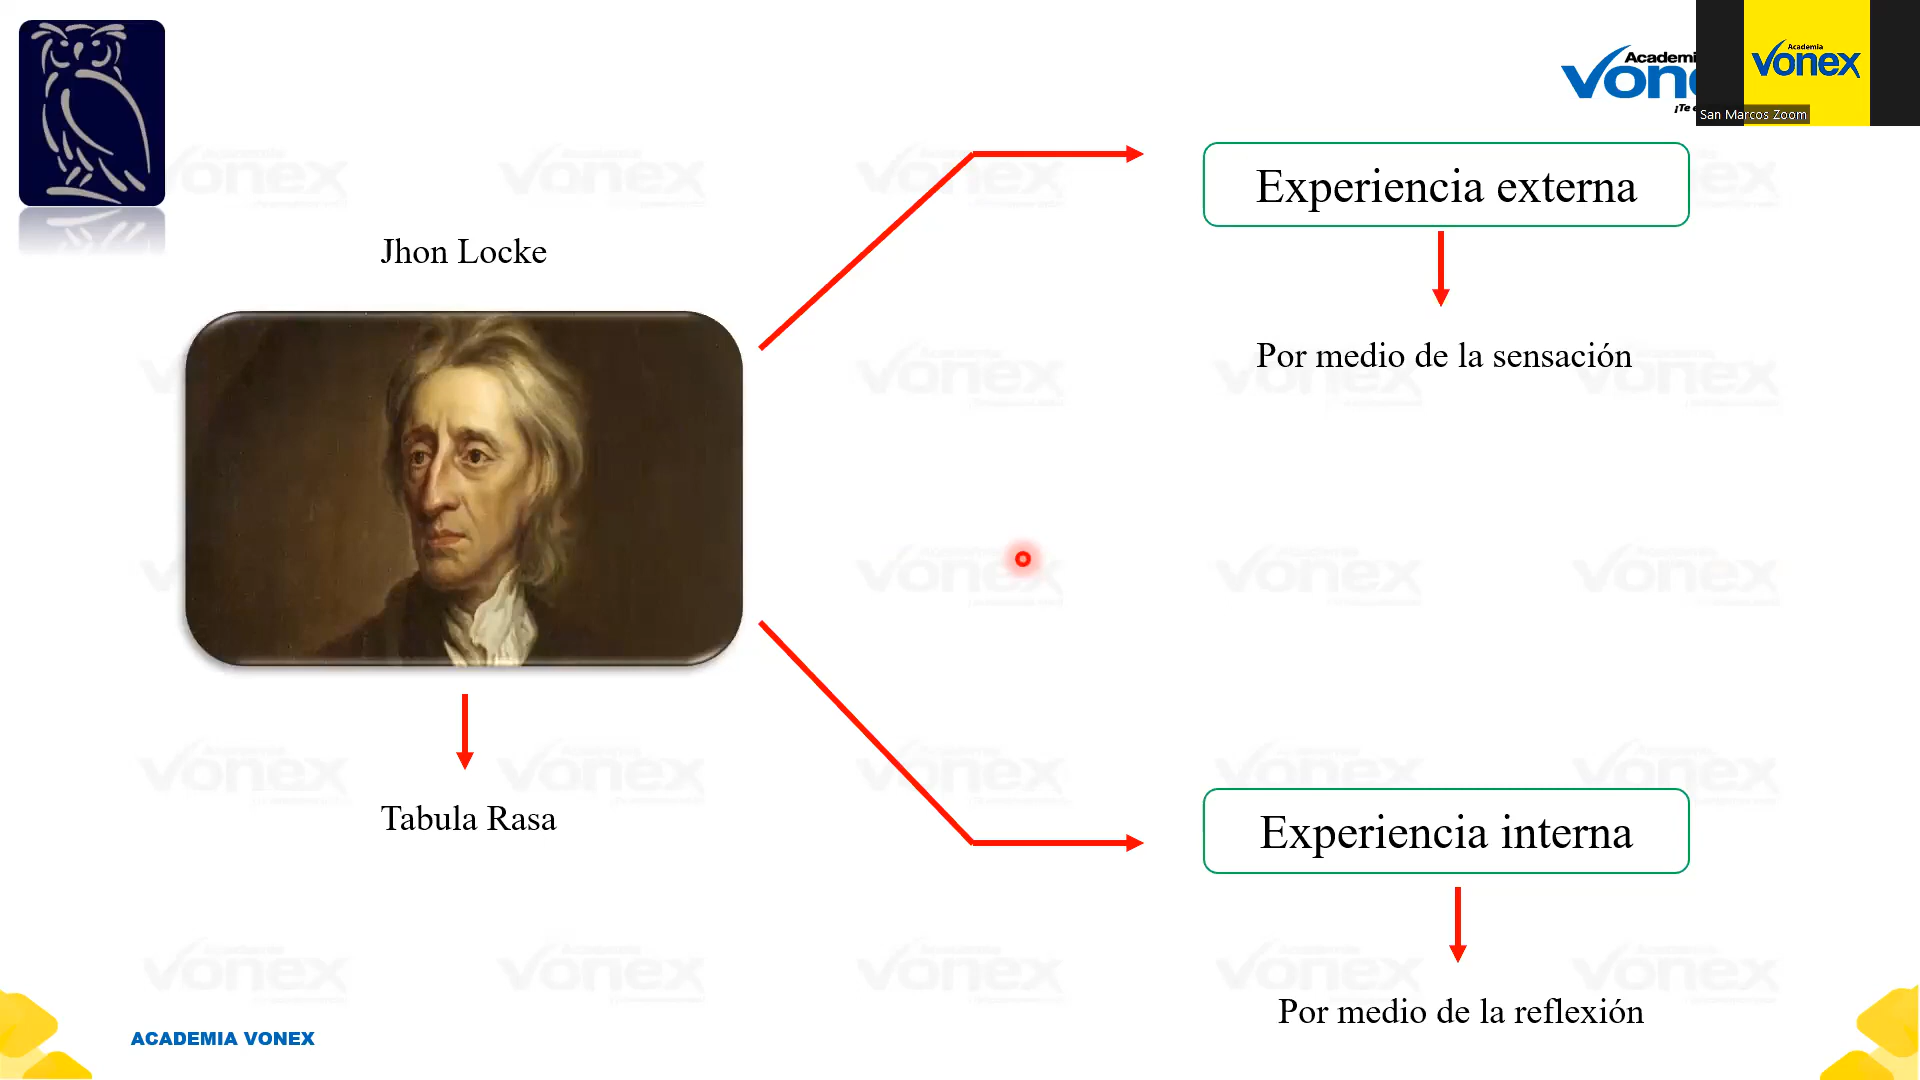 Academia
vonex
San Marcos Zoom
Experiencia externa
Jhon Locke
Por medio de la sensación
Tabula Rasa
Experiencia interna
Por medio de la reflexión
ACADEMIA VONEX